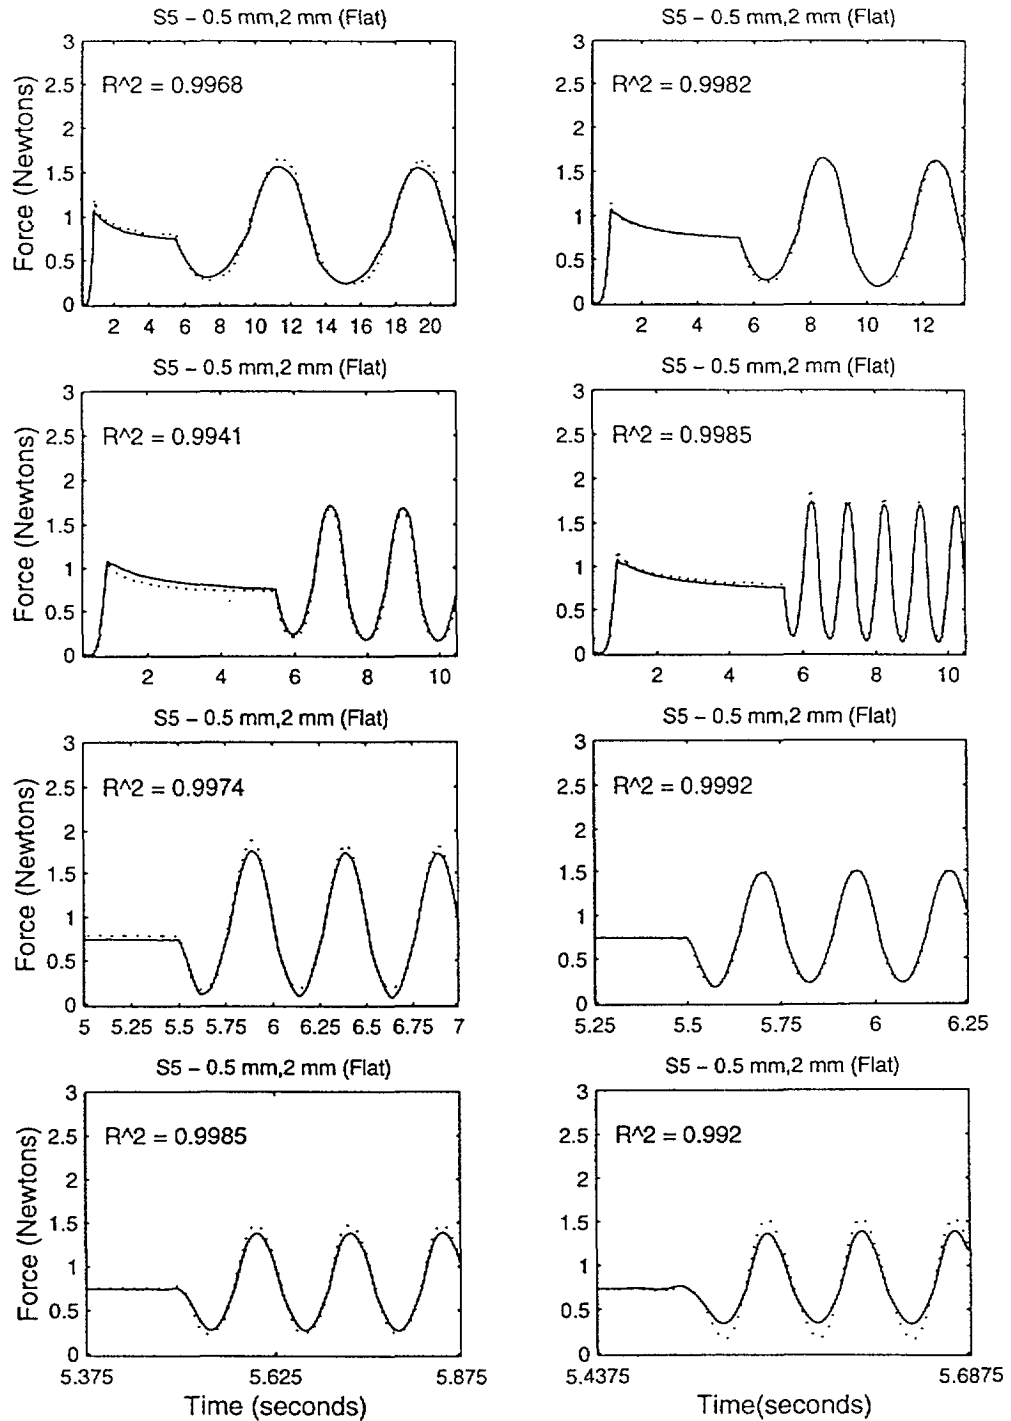 S5 – 0.5 mm,2 mm (Flat)
3
2.5
2
1.5
1
0.5
0
R^2 = 0.9968
2 4 6 8 10 12 14 16 18 20
Force (Newtons)
S5 – 0.5 mm,2 mm (Flat)
3
2.5
2
1.5
1
0.5
0
R^2 = 0.9982
2 4 6 8 10 12
S5 – 0.5 mm,2 mm (Flat)
3
2.5
2
1.5
1
0.5
0
R^2 = 0.9941
2 4 6 8 10
Force (Newtons)
S5 – 0.5 mm,2 mm (Flat)
3
2.5
2
1.5
1
0.5
0
R^2 = 0.9985
2 4 6 8 10
S5 – 0.5 mm,2 mm (Flat)
3
2.5
2
1.5
1
0.5
0
R^2 = 0.9974
5 5.25 5.5 5.75 6 6.25 6.5 6.75 7
Force (Newtons)
S5 – 0.5 mm,2 mm (Flat)
3
2.5
2
1.5
1
0.5
0
R^2 = 0.9992
5.25 5.5 5.75 6 6.25
S5 – 0.5 mm,2 mm (Flat)
3
2.5
2
1.5
1
0.5
0
R^2 = 0.9985
5.375 5.625 5.875
Force (Newtons)
Time (seconds)
S5 – 0.5 mm,2 mm (Flat)
3
2.5
2
1.5
1
0.5
0
R^2 = 0.992
5.4375 5.6875
Time(seconds)